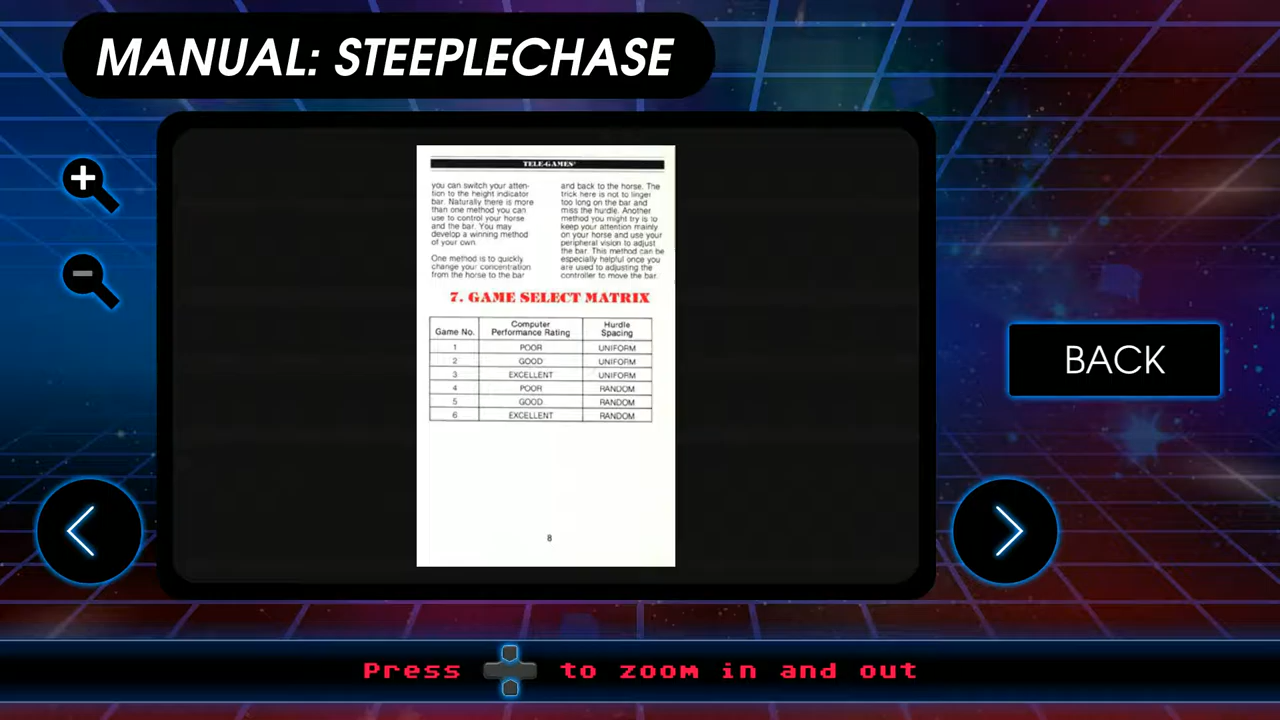 MANUAL: STEEPLECHASE
TELE-GAMES®
you can switch your atten-
tion to the height indicator
bar. Naturally there is more
than one method you can
use to control your horse
and the bar. You may
develop a winning method
of your own.
One method is to quickly
change your concentration
from the horse to the bar
and back to the horse. The
trick here is not to linger
too long on the bar and
miss the hurdle. Another
method you might try is to
keep your attention mainly
on your horse and use your
peripheral vision to adjust
the bar. This method can be
especially helpful once you
are used to adjusting the
controller to move the bar.
7. GAME SELECT MATRIX
Game No. Computer Performance Rating Hurdle Spacing
1 POOR UNIFORM
2 GOOD UNIFORM
3 EXCELLENT UNIFORM
4 POOR RANDOM
5 GOOD RANDOM
6 EXCELLENT RANDOM
8
BACK
Press to zoom in and out